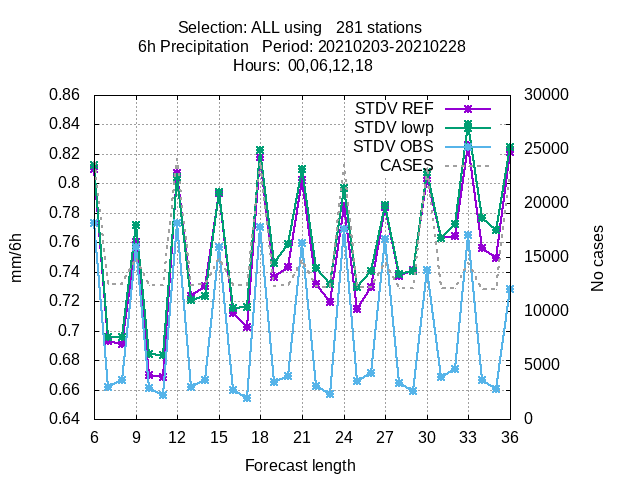 Selection: ALL using   281 stations
6h Precipitation   Period: 20210203-20210228
Hours:  00,06,12,18
STDV REF
STDV lowp
STDV OBS
CASES
mm/6h
0.86
0.84
0.82
0.8
0.78
0.76
0.74
0.72
0.7
0.68
0.66
0.64
No cases
30000
25000
20000
15000
10000
5000
0
6 9 12 15 18 21 24 27 30 33 36
Forecast length